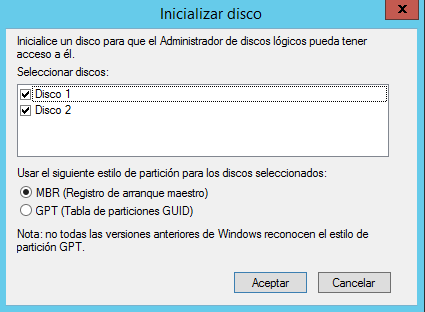 Inicializar disco
x
Inicialice un disco para que el Administrador de discos lógicos pueda tener
acceso a él.
Seleccionar discos:
Disco 1
Disco 2
Usar el siguiente estilo de partición para los discos seleccionados:
MBR (Registro de arranque maestro)
GPT (Tabla de particiones GUID)
Nota: no todas las versiones anteriores de Windows reconocen el estilo de
partición GPT.
Aceptar
Cancelar